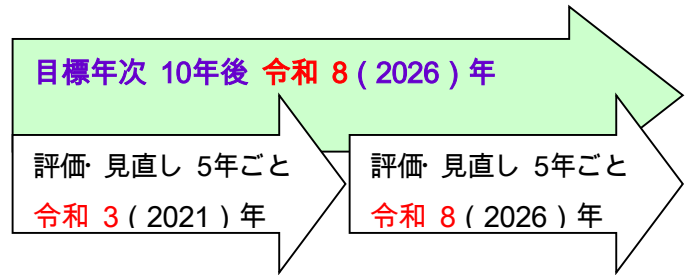 目標年次 10年後 令和 8（2026）年
評価・見直し 5年ごと
令和 3（2021）年
評価・見直し 5年ごと
令和 8（2026）年